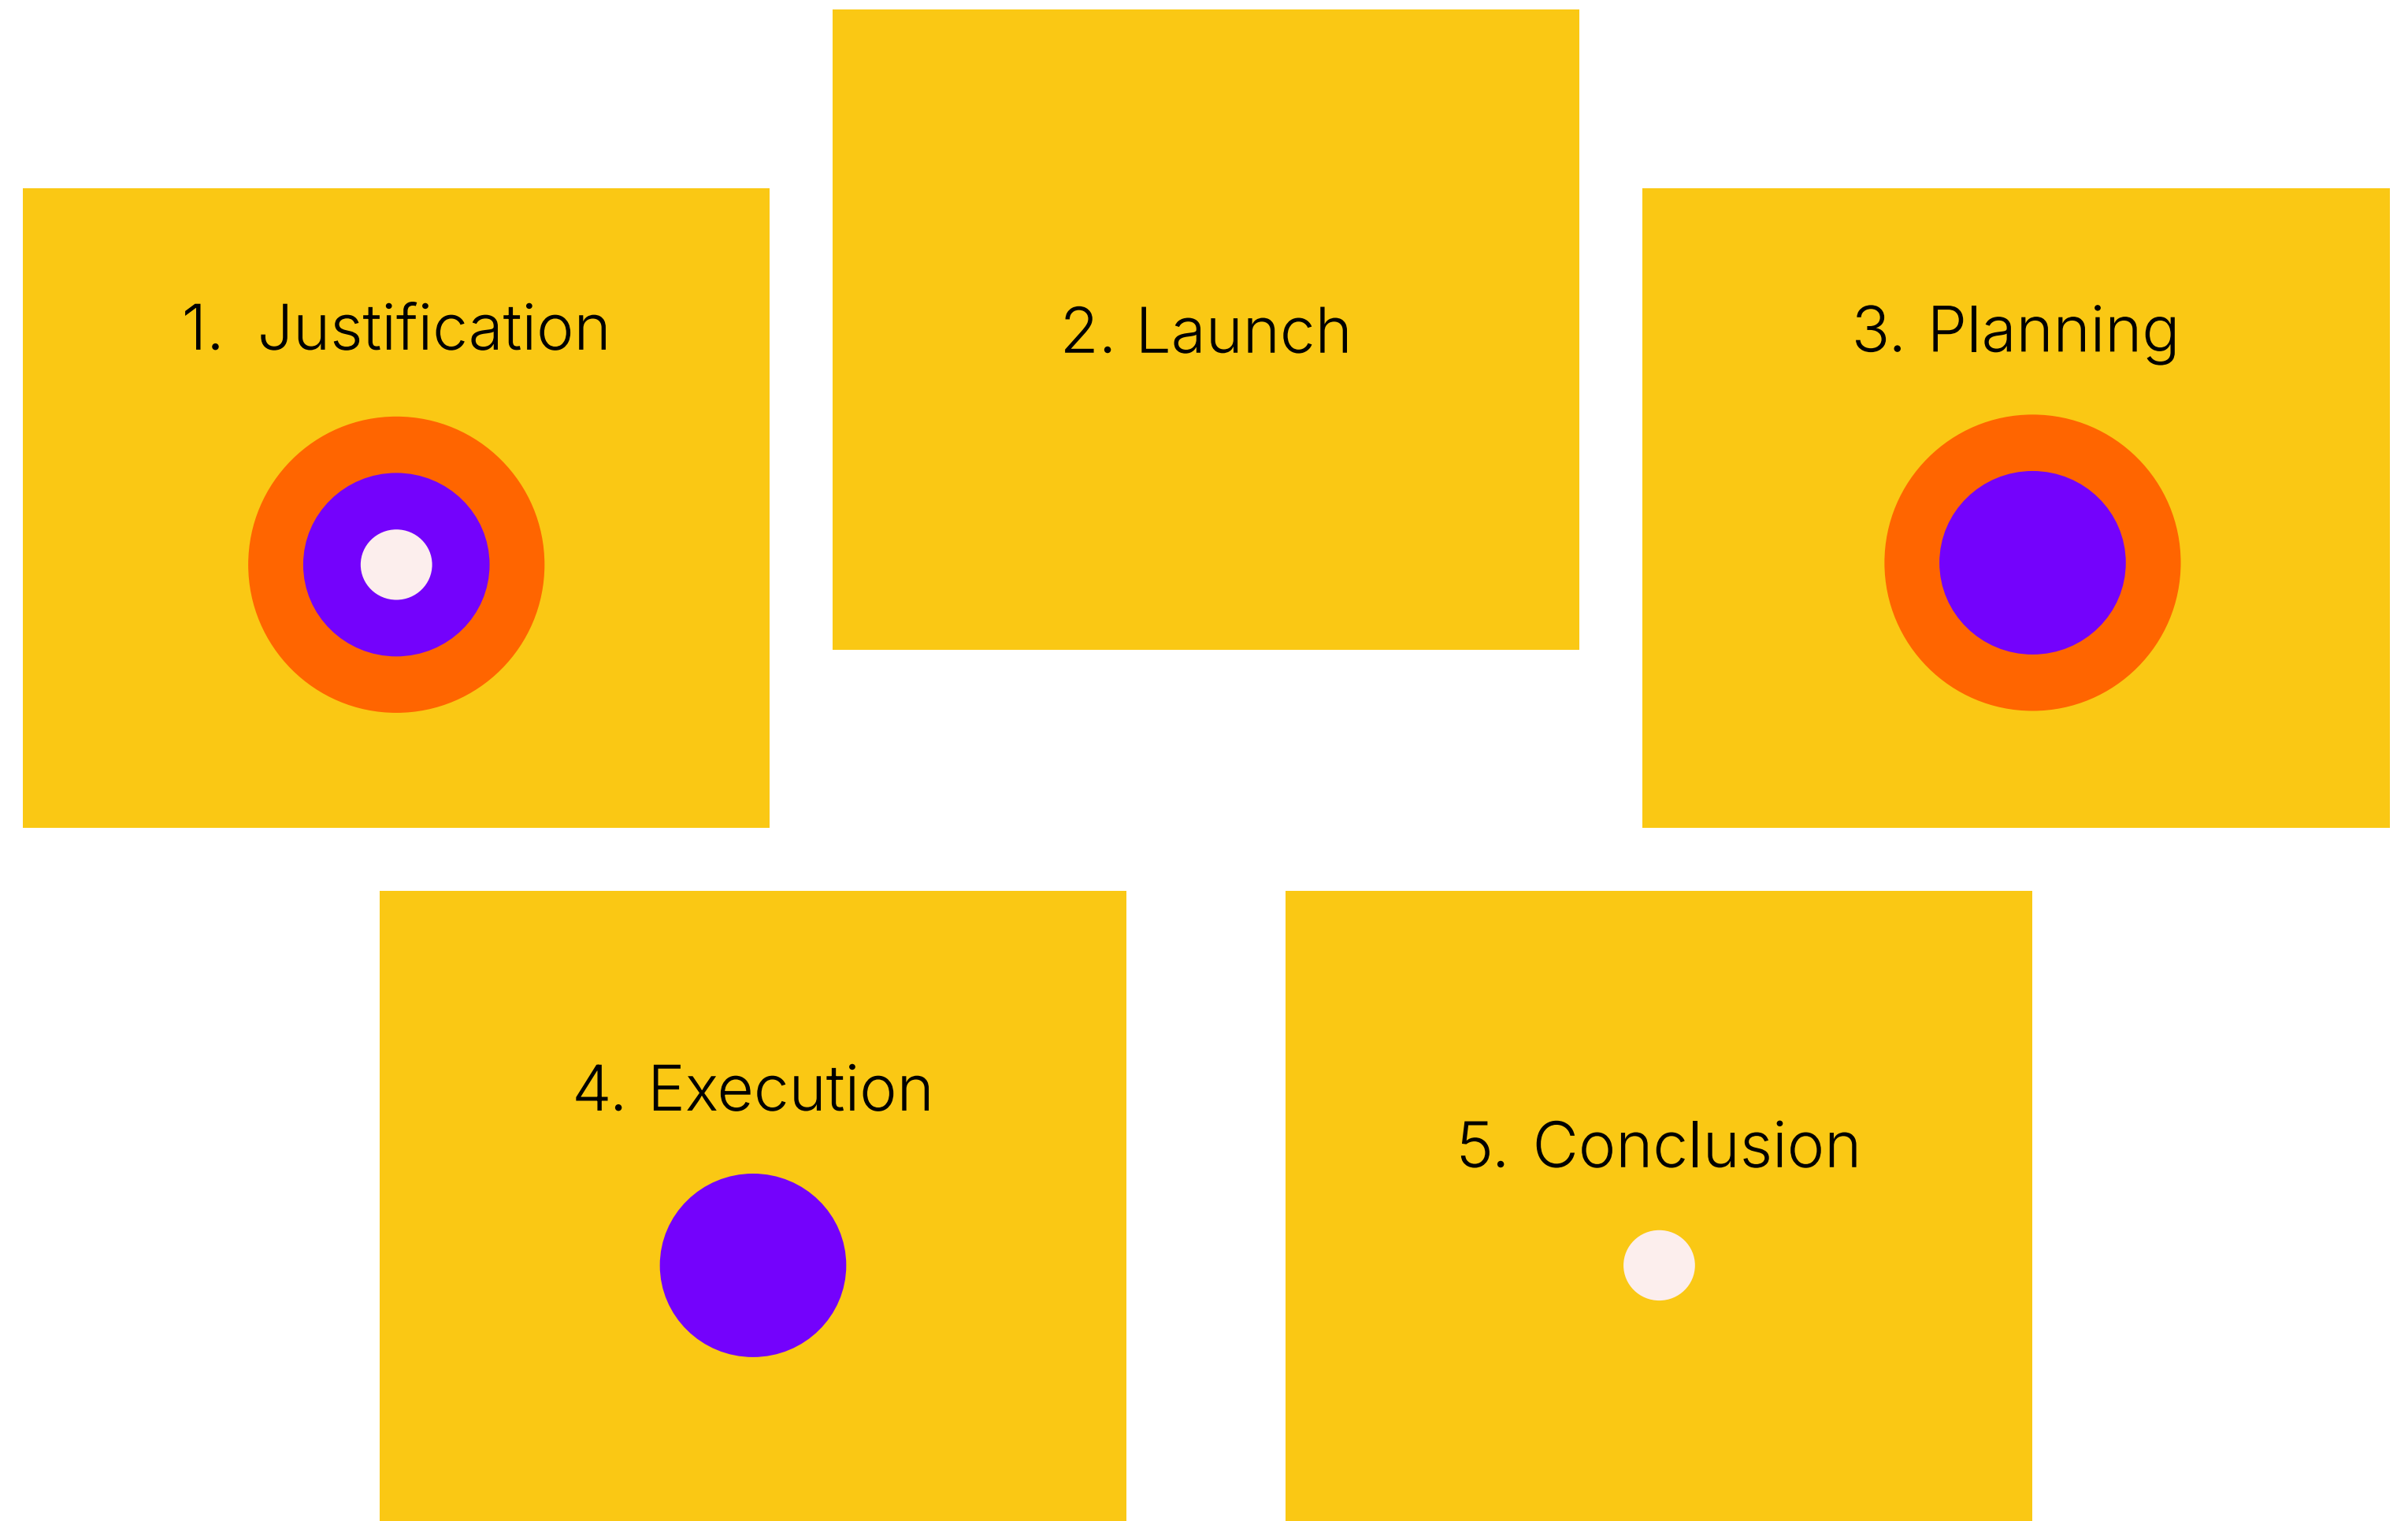 1. Justification
2. Launch
3. Planning
4. Execution
5. Conclusion